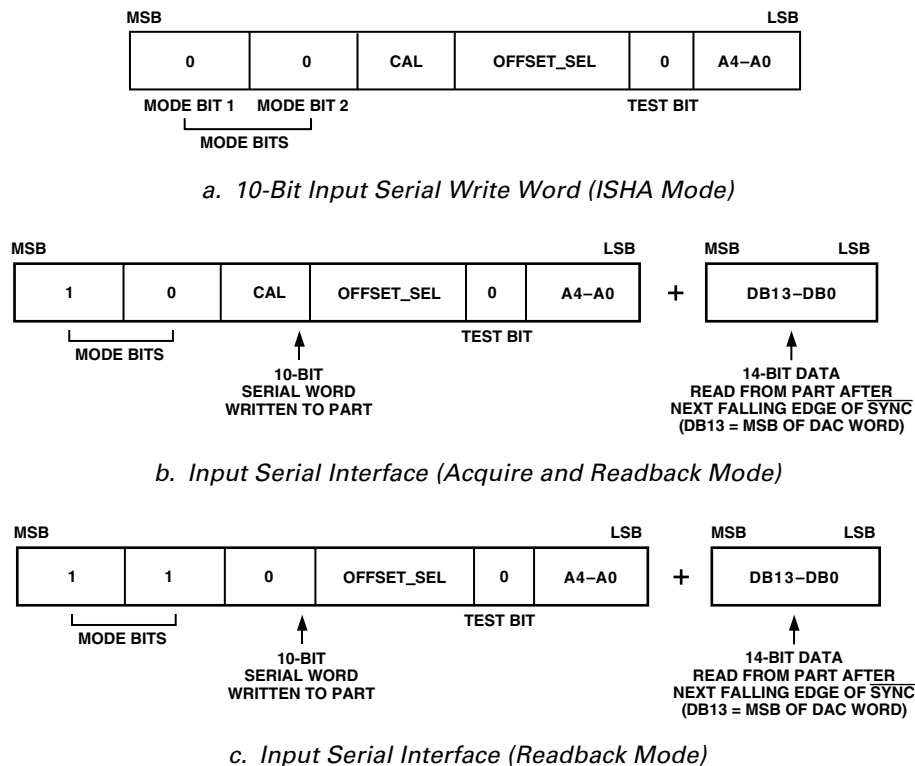 MSB LSB
0 0 CAL OFFSET_SEL 0 A4–A0
MODE BIT 1 MODE BIT 2 TEST BIT
MODE BITS
a. 10-Bit Input Serial Write Word (ISHA Mode)
MSB LSB MSB LSB
1 0 CAL OFFSET_SEL 0 A4–A0 + DB13–DB0
MODE BITS TEST BIT
10-BIT
SERIAL WORD
WRITTEN TO PART
14-BIT DATA
READ FROM PART AFTER
NEXT FALLING EDGE OF SYNC
(DB13 = MSB OF DAC WORD)
b. Input Serial Interface (Acquire and Readback Mode)
MSB LSB MSB LSB
1 1 0 OFFSET_SEL 0 A4–A0 + DB13–DB0
MODE BITS TEST BIT
10-BIT
SERIAL WORD
WRITTEN TO PART
14-BIT DATA
READ FROM PART AFTER
NEXT FALLING EDGE OF SYNC
(DB13 = MSB OF DAC WORD)
c. Input Serial Interface (Readback Mode)